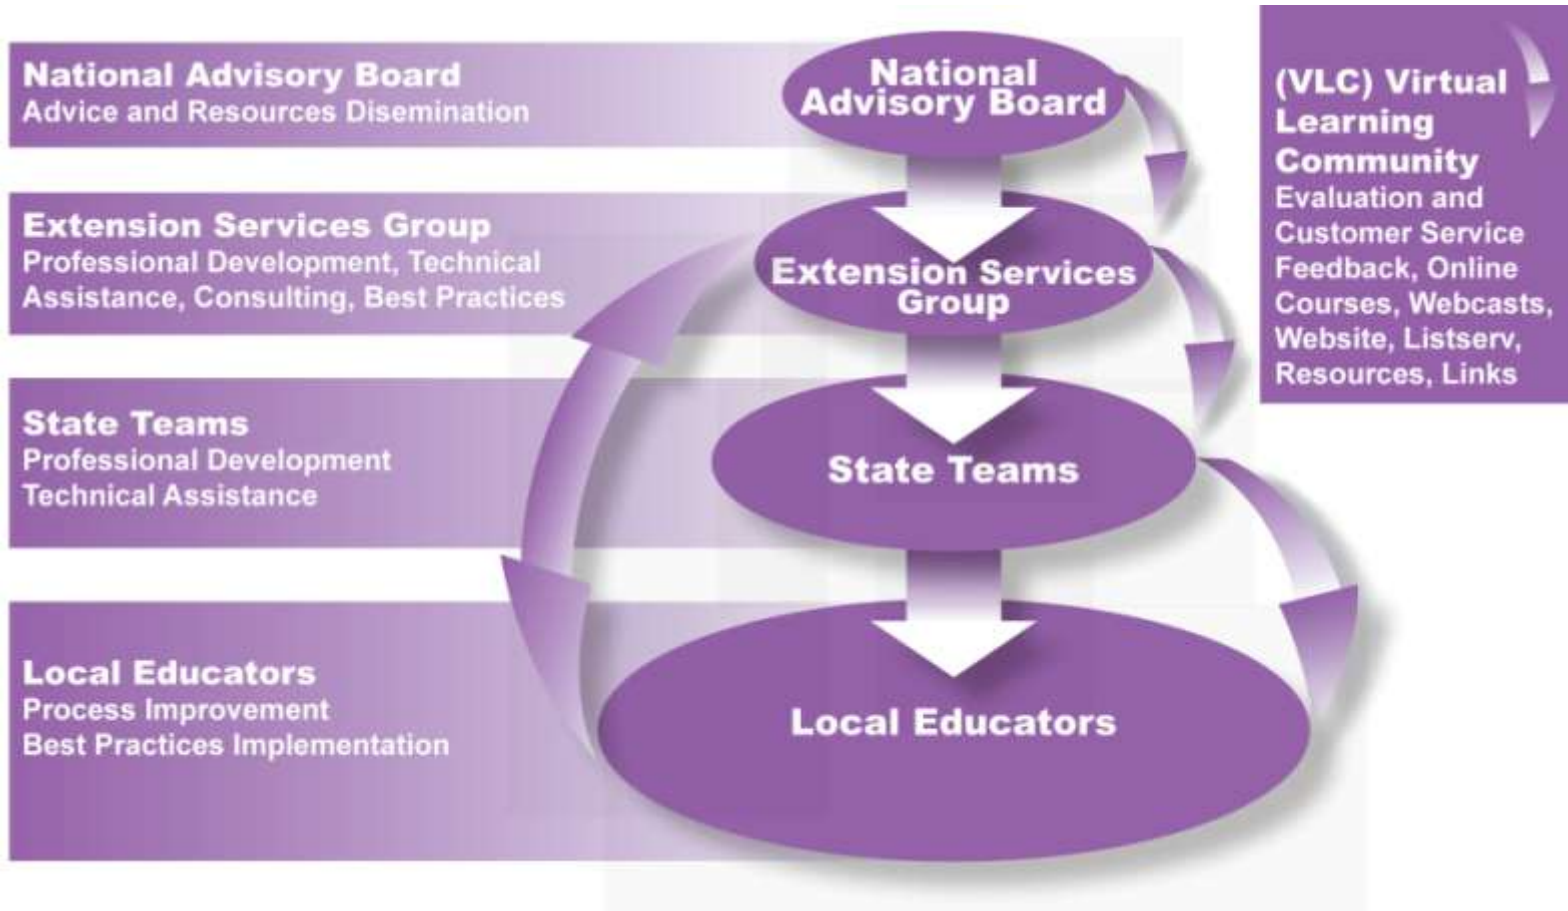 National Advisory Board
Advice and Resources Disemination
Extension Services Group
Professional Development, Technical
Assistance, Consulting, Best Practices
State Teams
Professional Development
Technical Assistance
Local Educators
Process Improvement
Best Practices Implementation
National
Advisory Board
Extension Services
Group
State Teams
Local Educators
(VLC) Virtual
Learning
Community
Evaluation and
Customer Service
Feedback, Online
Courses, Webcasts,
Website, Listserv,
Resources, Links